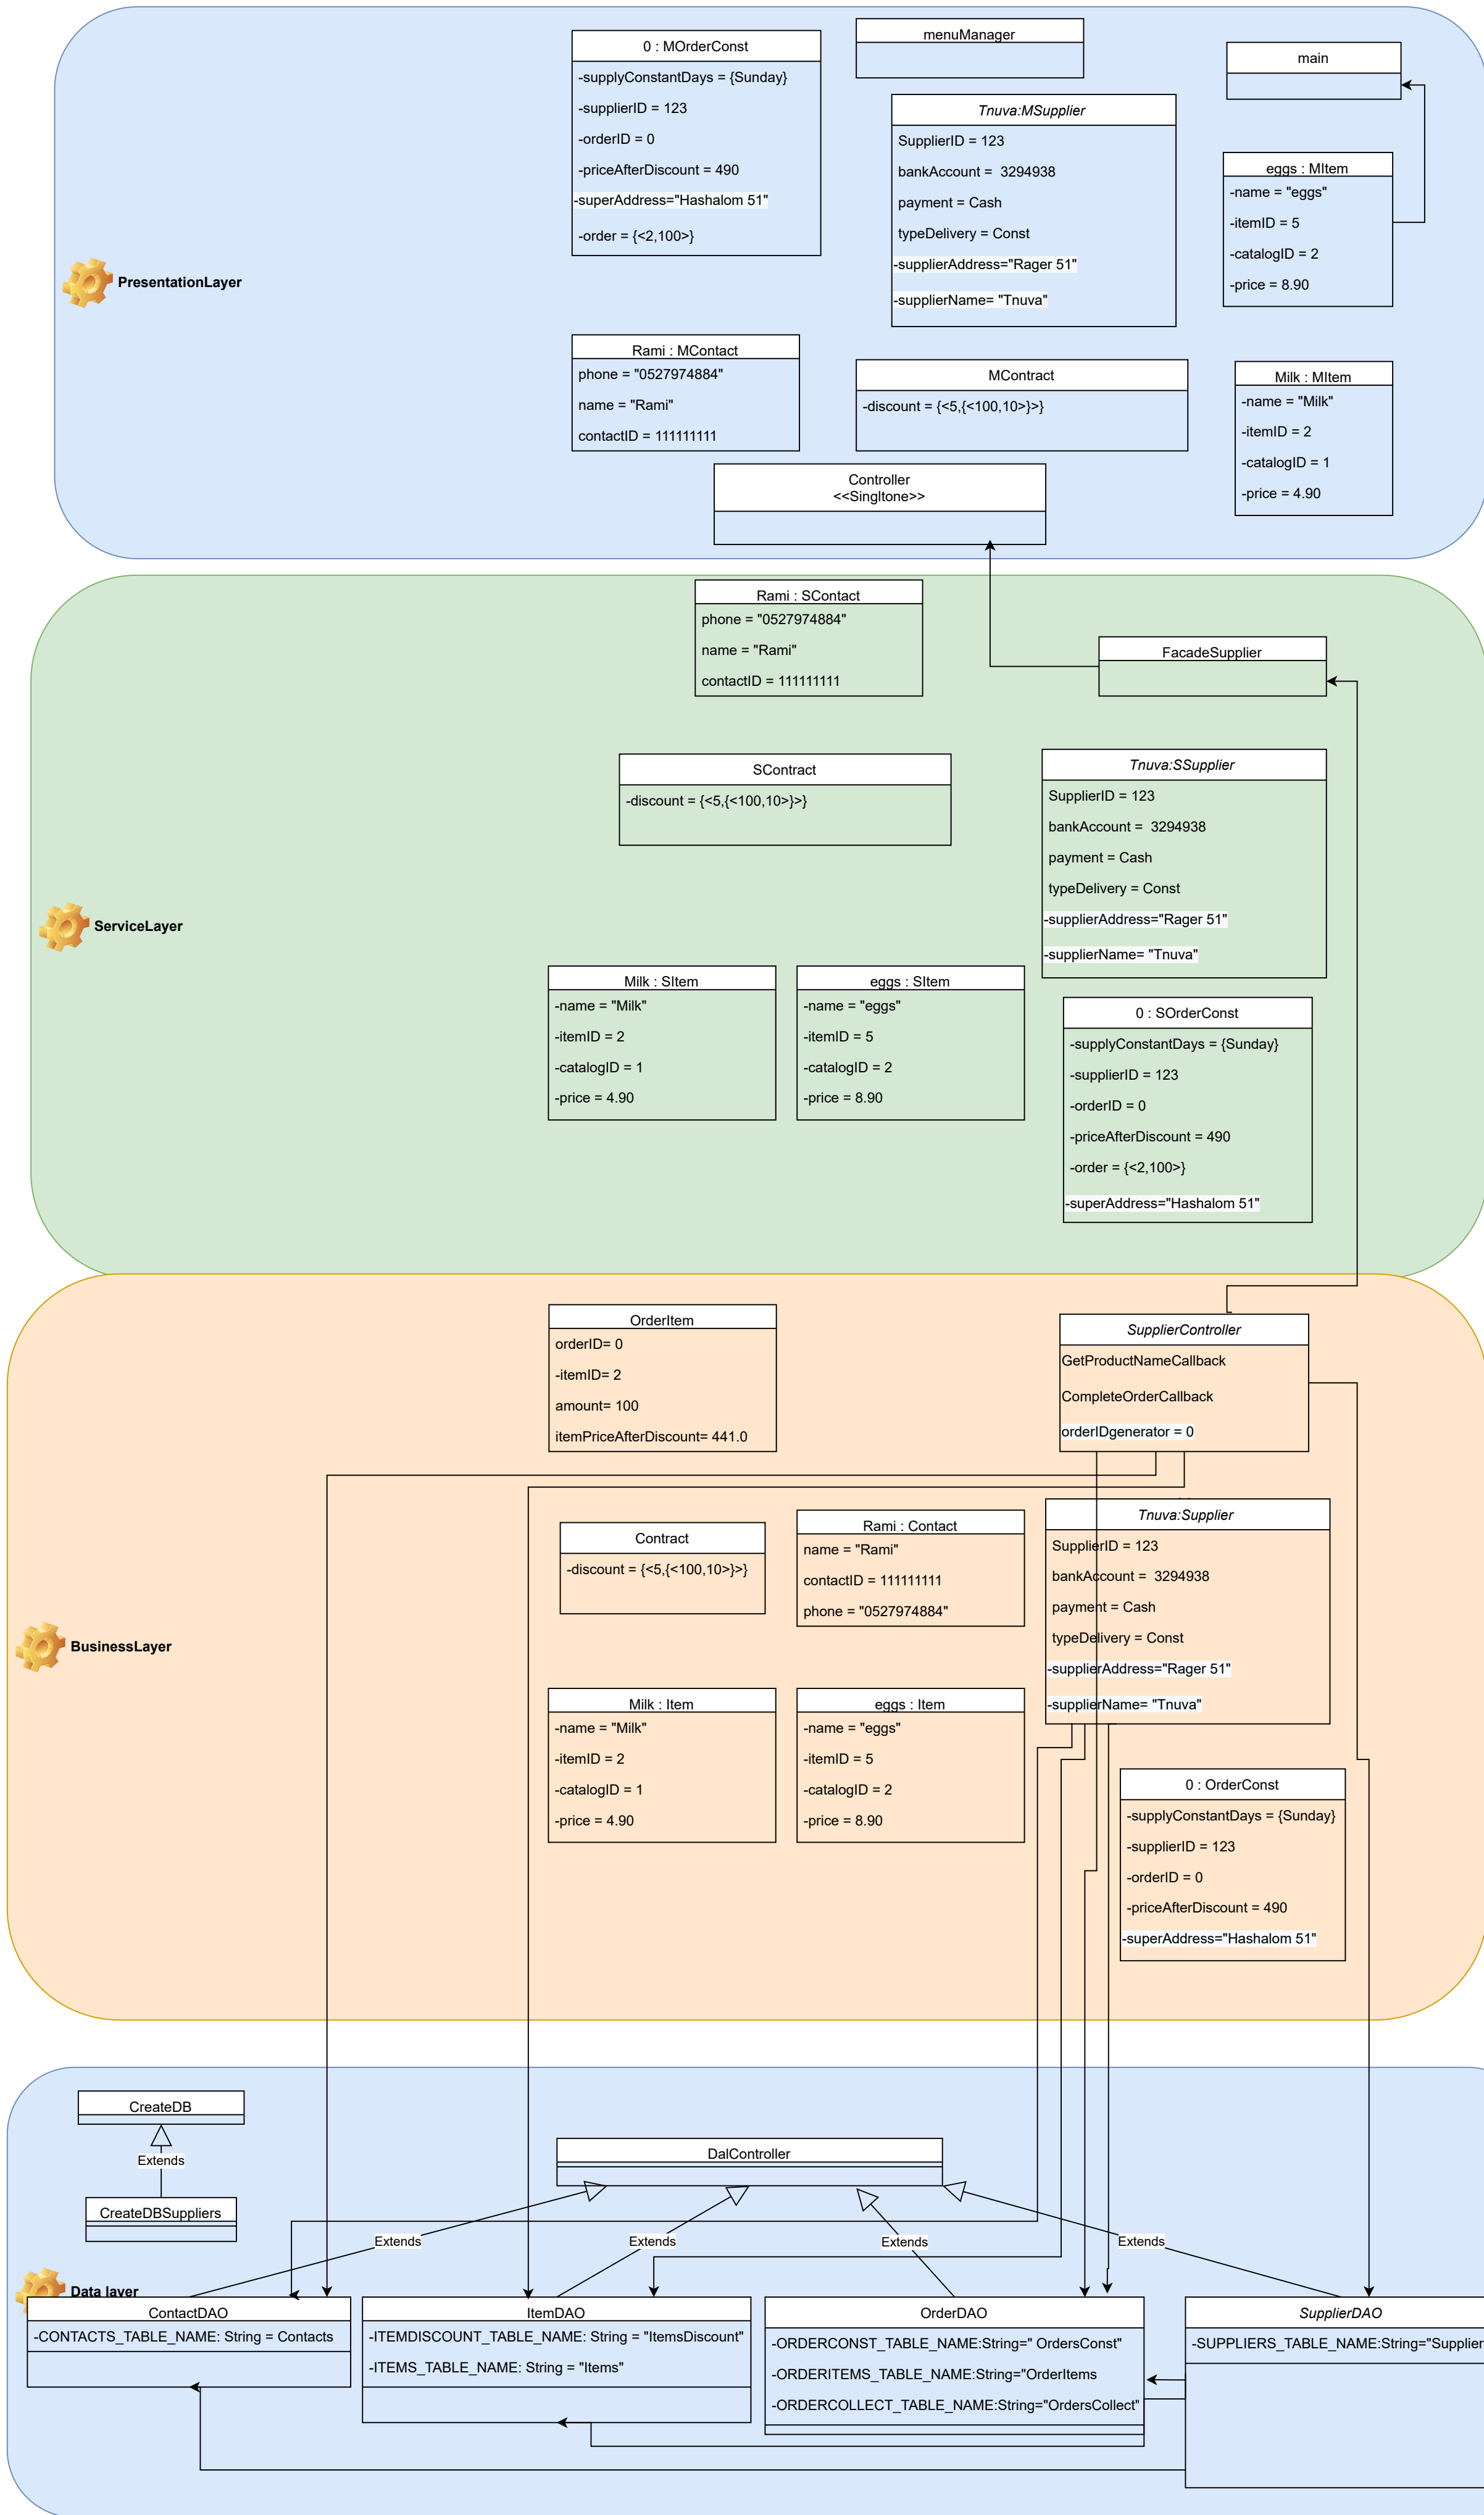 menuManager
0 : MOrderConst
-supplyConstantDays = {Sunday}
-supplierID = 123
-orderID = 0
-priceAfterDiscount = 490
-superAddress="Hashalom 51"
-order = {<2,100>}
main
Tnuva:MSupplier
SupplierID = 123
bankAccount =  3294938
payment = Cash
typeDelivery = Const
-supplierAddress="Rager 51"
-supplierName= "Tnuva"
eggs : MItem
-name = "eggs"
-itemID = 5
-catalogID = 2
-price = 8.90
PresentationLayer
Rami : MContact
phone = "0527974884"
name = "Rami"
contactID = 111111111
MContract
-discount = {<5,{<100,10>}>}
Milk : MItem
-name = "Milk"
-itemID = 2
-catalogID = 1
-price = 4.90
Controller
<<Singltone>>
Rami : SContact
phone = "0527974884"
name = "Rami"
contactID = 111111111
FacadeSupplier
SContract
-discount = {<5,{<100,10>}>}
Tnuva:SSupplier
SupplierID = 123
bankAccount =  3294938
payment = Cash
typeDelivery = Const
-supplierAddress="Rager 51"
-supplierName= "Tnuva"
ServiceLayer
Milk : SItem
-name = "Milk"
-itemID = 2
-catalogID = 1
-price = 4.90
eggs : SItem
-name = "eggs"
-itemID = 5
-catalogID = 2
-price = 8.90
0 : SOrderConst
-supplyConstantDays = {Sunday}
-supplierID = 123
-orderID = 0
-priceAfterDiscount = 490
-order = {<2,100>}
-superAddress="Hashalom 51"
OrderItem
orderID= 0
-itemID= 2
amount= 100
itemPriceAfterDiscount= 441.0
SupplierController
GetProductNameCallback
CompleteOrderCallback
orderIDgenerator = 0
Contract
-discount = {<5,{<100,10>}>}
Rami : Contact
name = "Rami"
contactID = 111111111
phone = "0527974884"
Tnuva:Supplier
SupplierID = 123
bankAccount =  3294938
payment = Cash
typeDelivery = Const
-supplierAddress="Rager 51"
-supplierName= "Tnuva"
BusinessLayer
Milk : Item
-name = "Milk"
-itemID = 2
-catalogID = 1
-price = 4.90
eggs : Item
-name = "eggs"
-itemID = 5
-catalogID = 2
-price = 8.90
0 : OrderConst
-supplyConstantDays = {Sunday}
-supplierID = 123
-orderID = 0
-priceAfterDiscount = 490
-superAddress="Hashalom 51"
CreateDB
Extends
CreateDBSuppliers
DalController
Extends
Extends
Extends
Extends
Data layer
ContactDAO
-CONTACTS_TABLE_NAME: String = Contacts
ItemDAO
-ITEMDISCOUNT_TABLE_NAME: String = "ItemsDiscount"
-ITEMS_TABLE_NAME: String = "Items"
OrderDAO
-ORDERCONST_TABLE_NAME:String=" OrdersConst"
-ORDERITEMS_TABLE_NAME:String="OrderItems
-ORDERCOLLECT_TABLE_NAME:String="OrdersCollect"
SupplierDAO
-SUPPLIERS_TABLE_NAME:String="Supplier